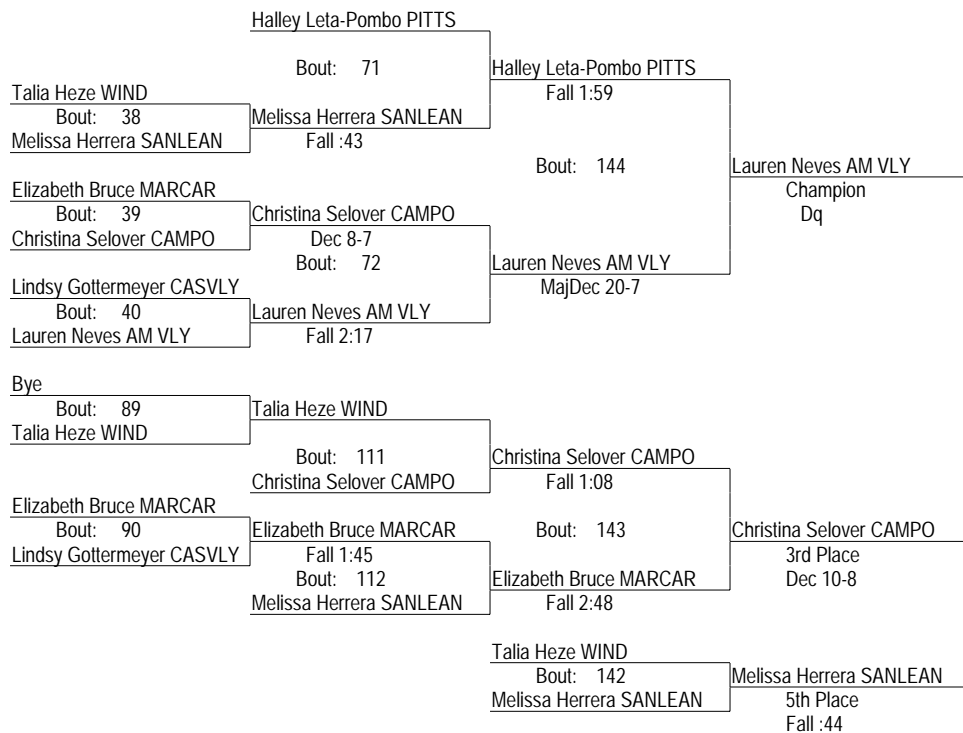 Halley Leta-Pombo PITTS
Bout: 71
Halley Leta-Pombo PITTS
Fall 1:59
Talia Heze WIND
Bout: 38
Melissa Herrera SANLEAN
Melissa Herrera SANLEAN
Fall :43
Bout: 144
Lauren Neves AM VLY
Champion
Dq
Elizabeth Bruce MARCAR
Bout: 39
Christina Selover CAMPO
Christina Selover CAMPO
Dec 8-7
Bout: 72
Lauren Neves AM VLY
MajDec 20-7
Lindsy Gottermeyer CASVLY
Bout: 40
Lauren Neves AM VLY
Lauren Neves AM VLY
Fall 2:17
Bye
Bout: 89
Talia Heze WIND
Talia Heze WIND
Bout: 111
Christina Selover CAMPO
Christina Selover CAMPO
Fall 1:08
Elizabeth Bruce MARCAR
Bout: 90
Lindsy Gottermeyer CASVLY
Elizabeth Bruce MARCAR
Fall 1:45
Bout: 112
Melissa Herrera SANLEAN
Bout: 143
Elizabeth Bruce MARCAR
Fall 2:48
Christina Selover CAMPO
3rd Place
Dec 10-8
Talia Heze WIND
Bout: 142
Melissa Herrera SANLEAN
Melissa Herrera SANLEAN
5th Place
Fall :44